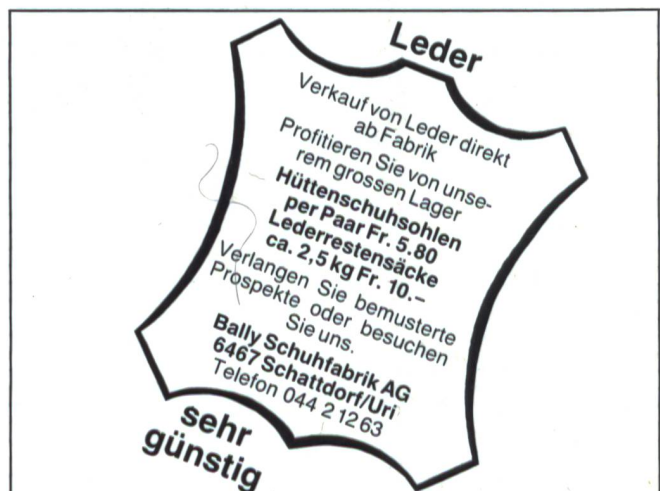 Leder
Verkauf von Leder direkt
ab Fabrik
Profitieren Sie von unse-
rem grossen Lager
Hüttenschuhsohlen
per Paar Fr. 5.80
Lederrestensäcke
ca. 2,5 kg Fr. 10.–
Verlangen Sie bemusterte
Prospekte oder besuchen
Sie uns.
Bally Schuhfabrik AG
6467 Schattdorf/Uri
Telefon 044 2 12 63
sehr
günstig